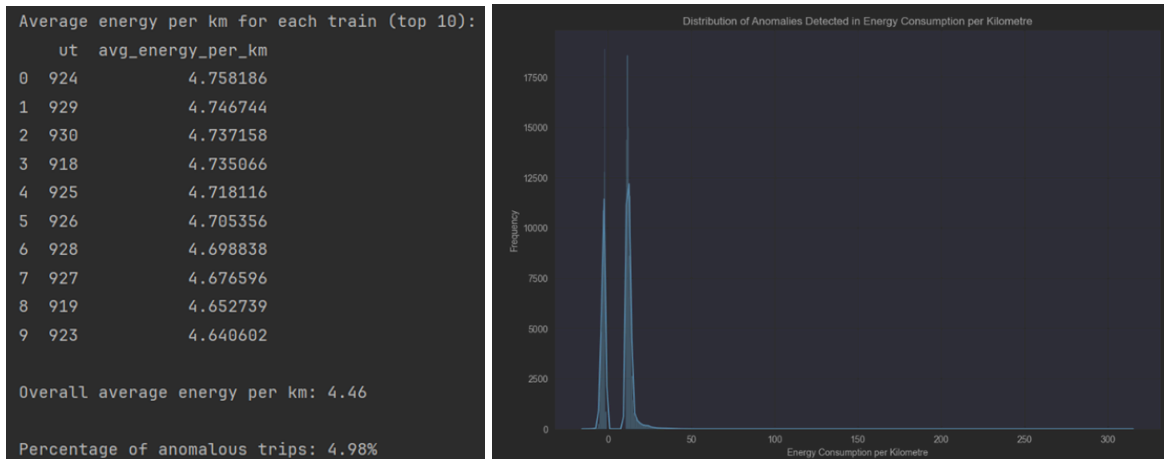 Average energy per km for each train (top 10):
ut avg_energy_per_km
0 924 4.758186
1 929 4.746744
2 930 4.737158
3 918 4.735066
4 925 4.718116
5 926 4.705356
6 928 4.698838
7 927 4.676596
8 919 4.652739
9 923 4.640602
Overall average energy per km: 4.46
Percentage of anomalous trips: 4.98%
Distribution of Anomalies Detected in Energy Consumption per Kilometre
Frequency
17500
15000
12500
10000
7500
5000
2500
0
0 50 100 150 200 250 300
Energy Consumption per Kilometre